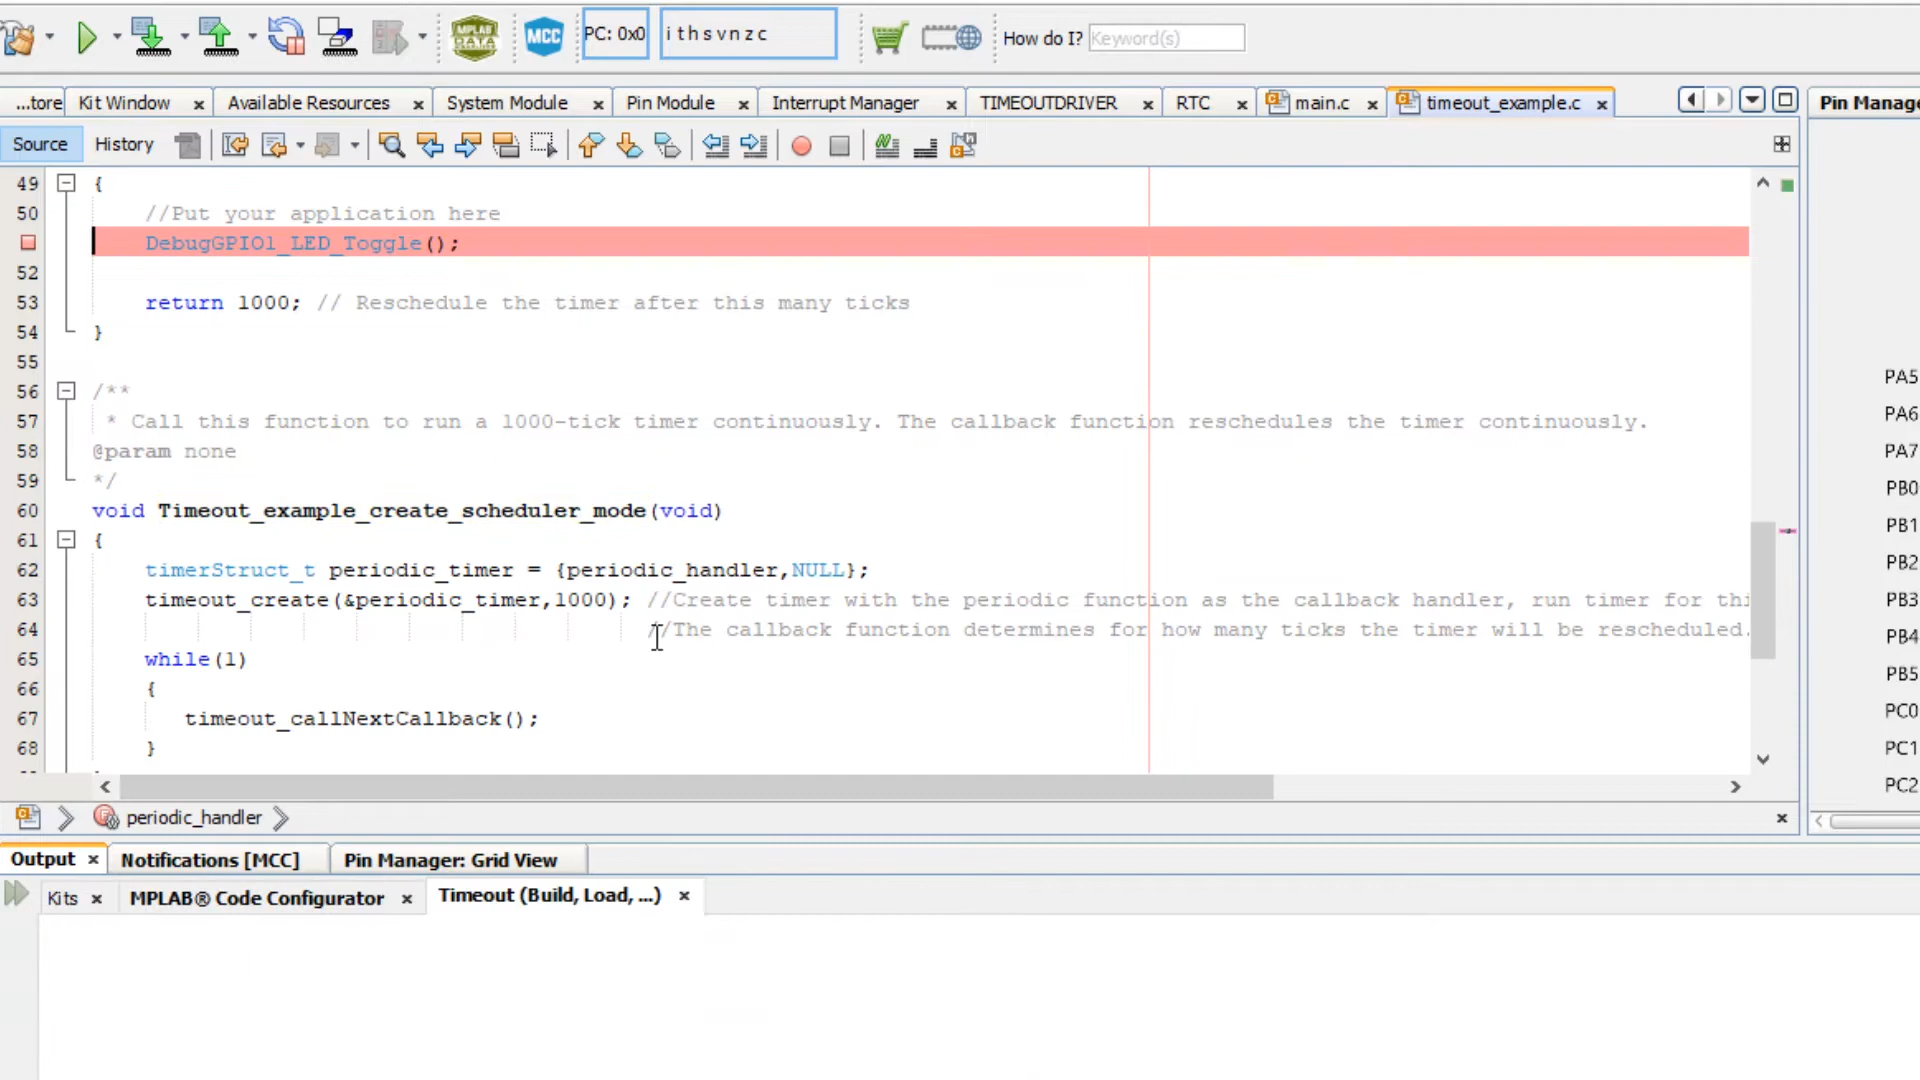 MPLAB DATA MCC PC: 0x0 i t h s v n z c How do I? Keyword(s)
...tore Kit Window Available Resources System Module Pin Module Interrupt Manager TIMEOUTDRIVER RTC main.c timeout_example.c Pin Manage
Source History
49 {
50 //Put your application here
DebugGPIO1_LED_Toggle();
52
53 return 1000; // Reschedule the timer after this many ticks
54 }
55
56 /**
57 * Call this function to run a 1000-tick timer continuously. The callback function reschedules the timer continuously.
58 @param none
59 */
60 void Timeout_example_create_scheduler_mode(void)
61 {
62 timerStruct_t periodic_timer = {periodic_handler,NULL};
63 timeout_create(&periodic_timer,1000); //Create timer with the periodic function as the callback handler, run timer for thi
64 //The callback function determines for how many ticks the timer will be rescheduled.
65 while(1)
66 {
67 timeout_callNextCallback();
68 }
PA5
PA6
PA7
PB0
PB1
PB2
PB3
PB4
PB5
PC0
PC1
PC2
periodic_handler
Output Notifications [MCC] Pin Manager: Grid View
Kits MPLAB® Code Configurator Timeout (Build, Load, ...)